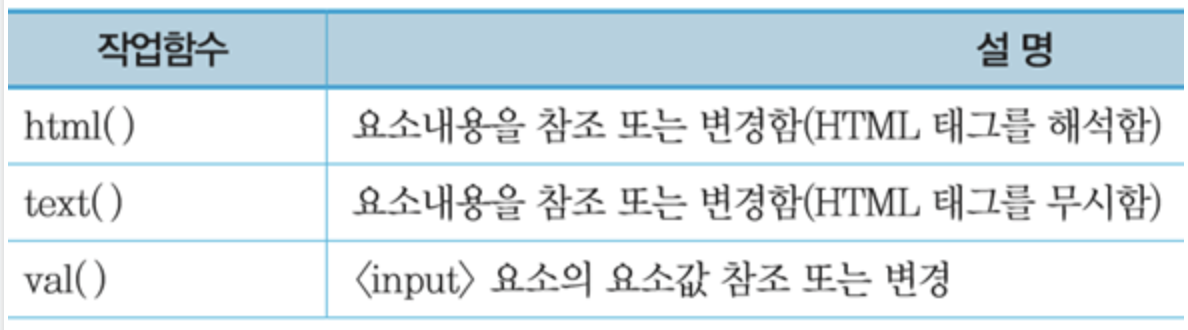 작업함수 설 명
html( ) 요소내용을 참조 또는 변경함(HTML 태그를 해석함)
text( ) 요소내용을 참조 또는 변경함(HTML 태그를 무시함)
val( ) 〈input〉 요소의 요소값 참조 또는 변경